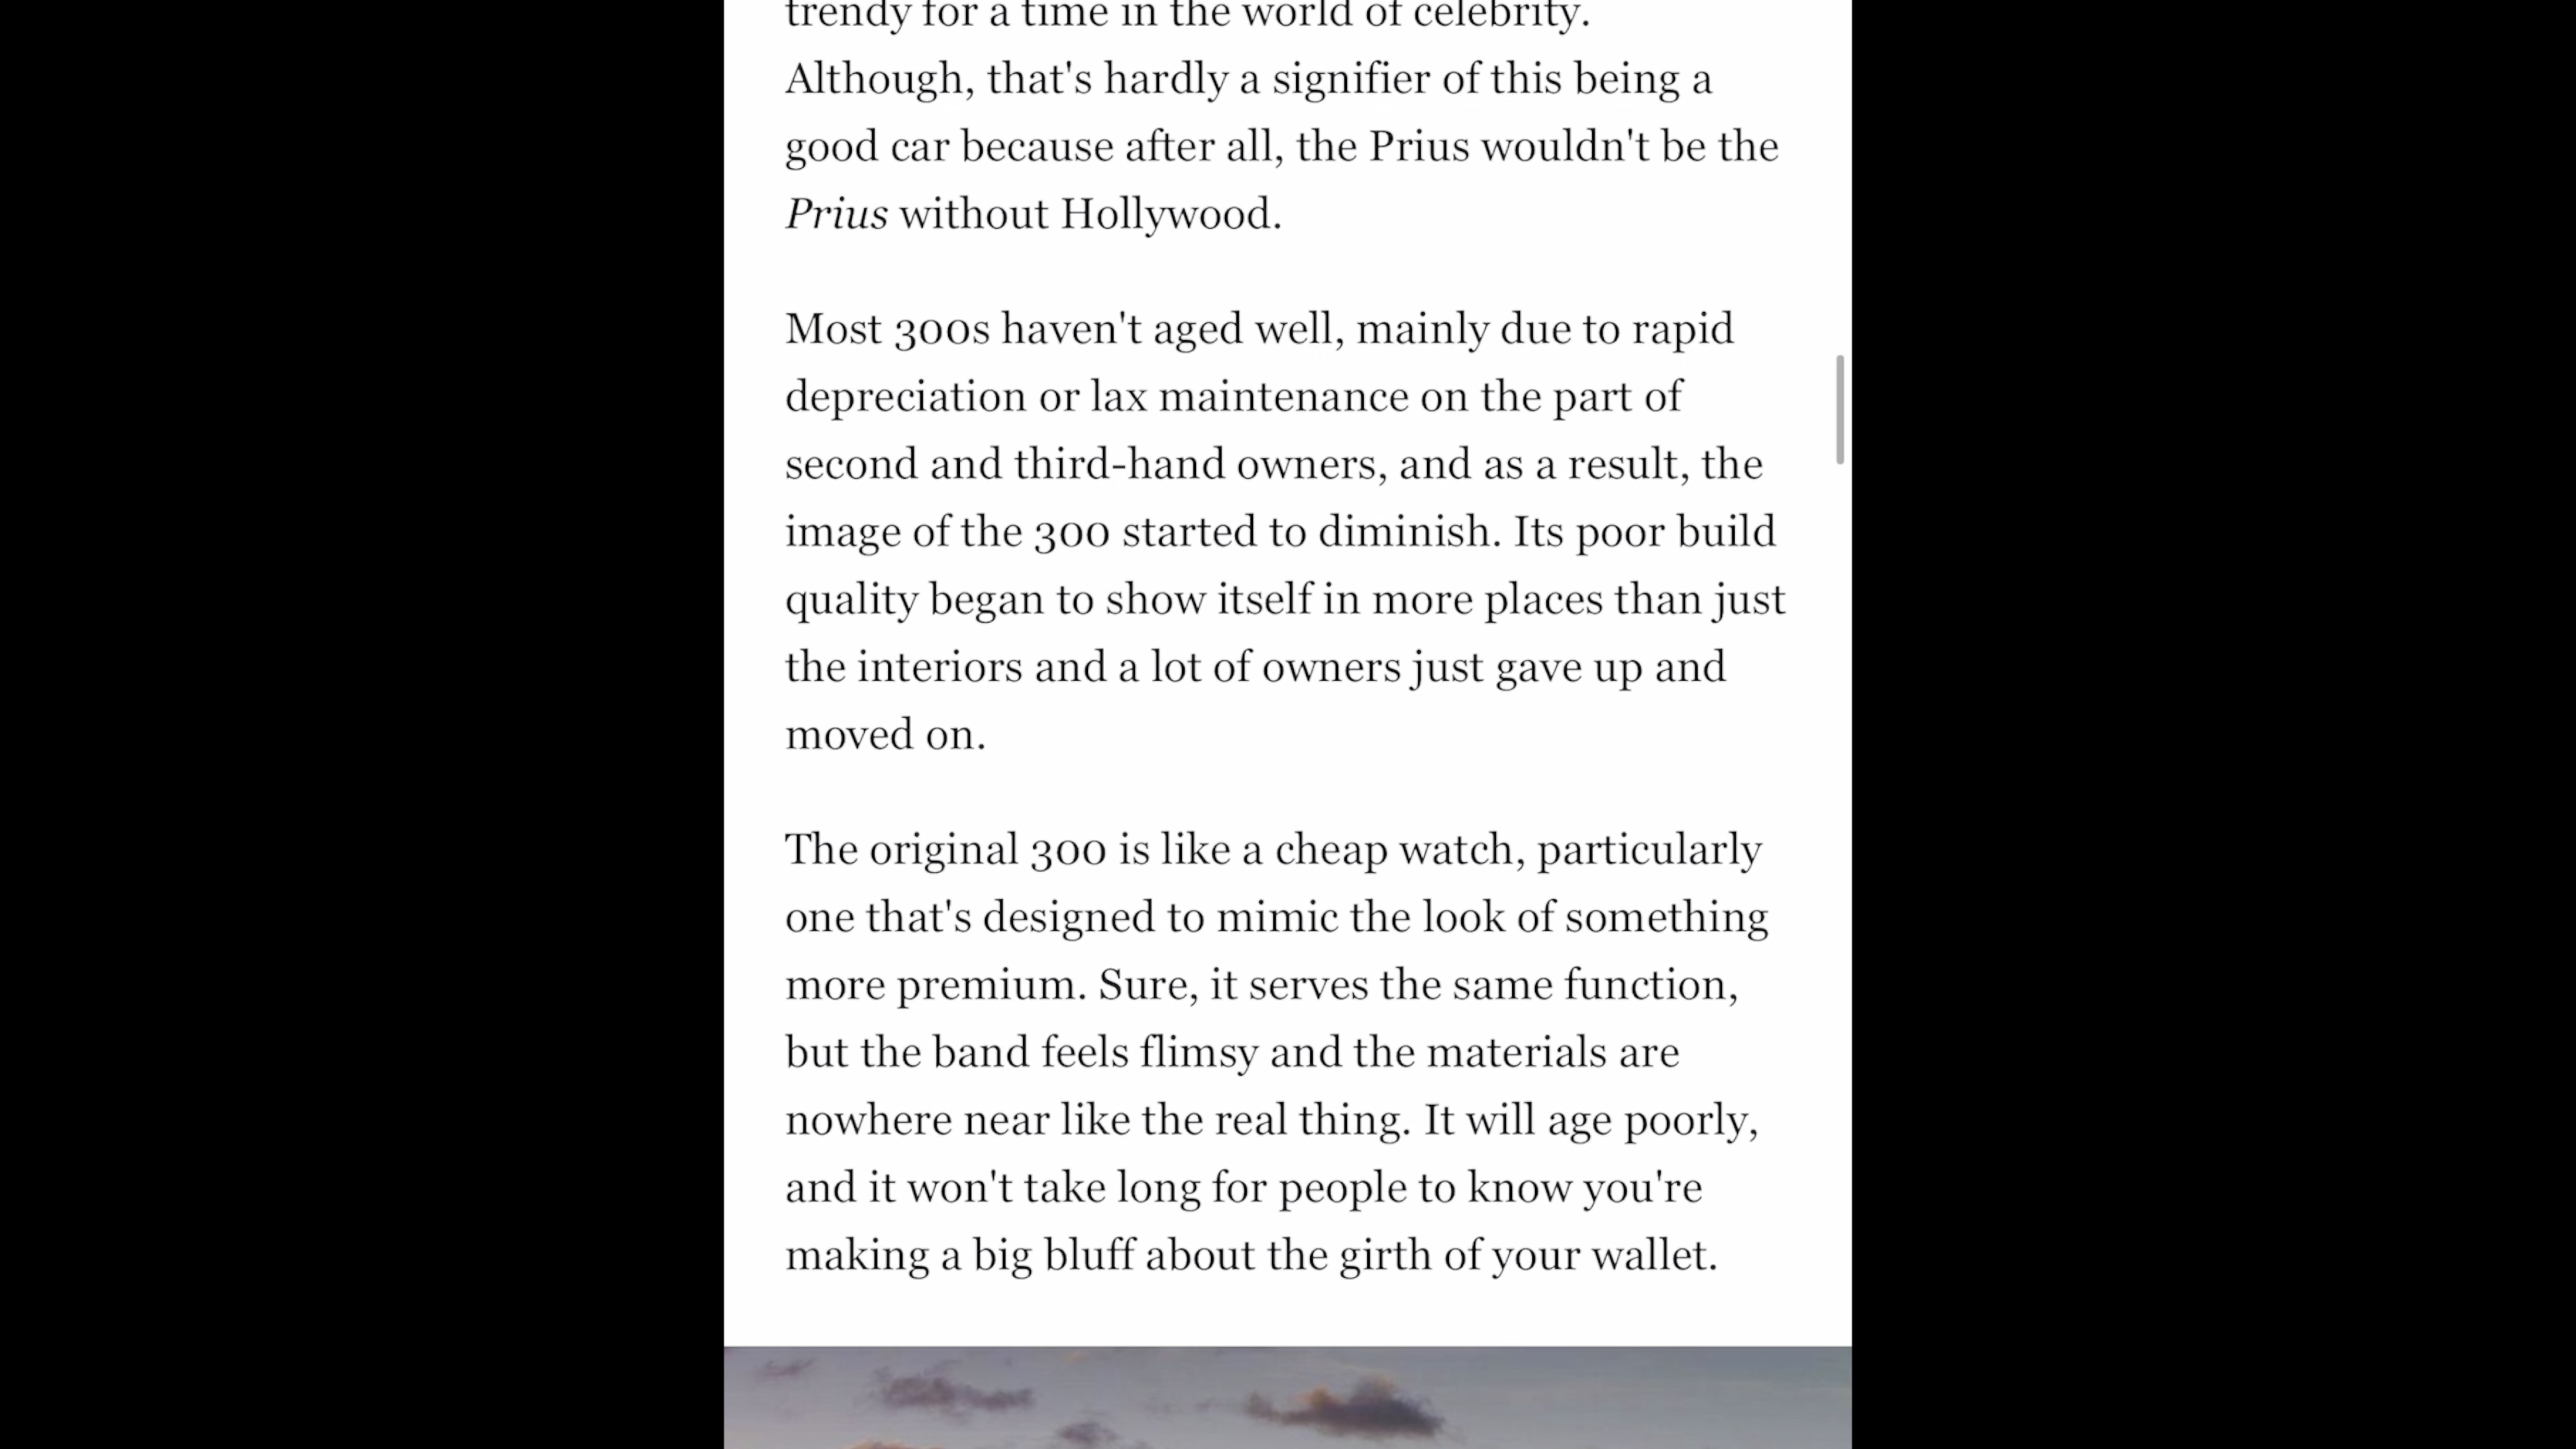 trendy for a time in the world of celebrity.
Although, that's hardly a signifier of this being a
good car because after all, the Prius wouldn't be the
Prius without Hollywood.
Most 300s haven't aged well, mainly due to rapid
depreciation or lax maintenance on the part of
second and third-hand owners, and as a result, the
image of the 300 started to diminish. Its poor build
quality began to show itself in more places than just
the interiors and a lot of owners just gave up and
moved on.
The original 300 is like a cheap watch, particularly
one that's designed to mimic the look of something
more premium. Sure, it serves the same function,
but the band feels flimsy and the materials are
nowhere near like the real thing. It will age poorly,
and it won't take long for people to know you're
making a big bluff about the girth of your wallet.